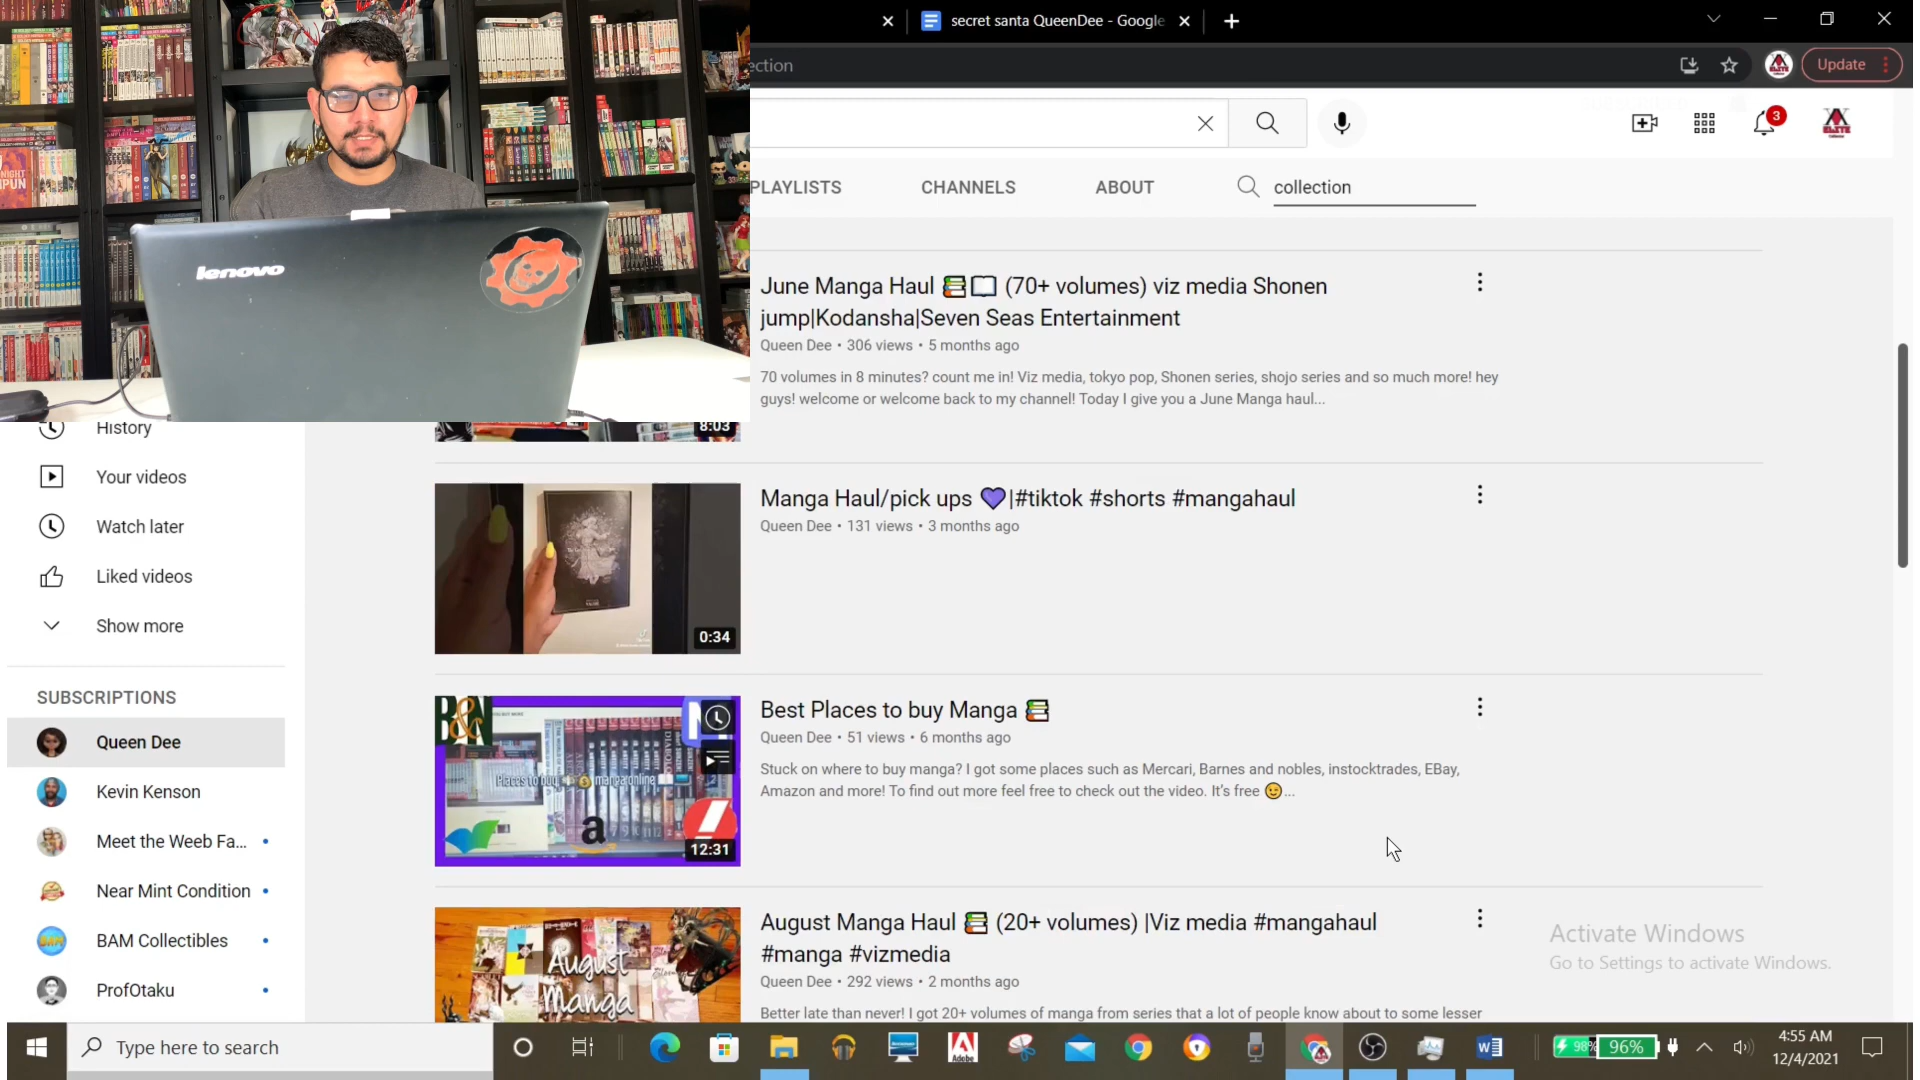 secret santa QueenDee - Google
ection
Update
3
ELITE
PLAYLISTS
CHANNELS
ABOUT
collection
lenovo
June Manga Haul 📚📖 (70+ volumes) viz media Shonen
jump|Kodansha|Seven Seas Entertainment
Queen Dee • 306 views • 5 months ago
70 volumes in 8 minutes? count me in! Viz media, tokyo pop, Shonen series, shojo series and so much more! hey
guys! welcome or welcome back to my channel! Today I give you a June Manga haul...
8:03
History
Your videos
Watch later
Liked videos
Show more
SUBSCRIPTIONS
Queen Dee
Kevin Kenson
Meet the Weeb Fa...
Near Mint Condition
BAM Collectibles
BAM
ProfOtaku
Manga Haul/pick ups 💜|#tiktok #shorts #mangahaul
Queen Dee • 131 views • 3 months ago
0:34
Best Places to buy Manga 📚
Queen Dee • 51 views • 6 months ago
Stuck on where to buy manga? I got some places such as Mercari, Barnes and nobles, instocktrades, EBay,
Amazon and more! To find out more feel free to check out the video. It's free 😉...
B&N
Places to buy manga online
a
12:31
August Manga Haul 📚 (20+ volumes) |Viz media #mangahaul
#manga #vizmedia
Queen Dee • 292 views • 2 months ago
Better late than never! I got 20+ volumes of manga from series that a lot of people know about to some lesser
August
Manga
Activate Windows
Go to Settings to activate Windows.
Type here to search
Adobe
98%
96%
4:55 AM
12/4/2021